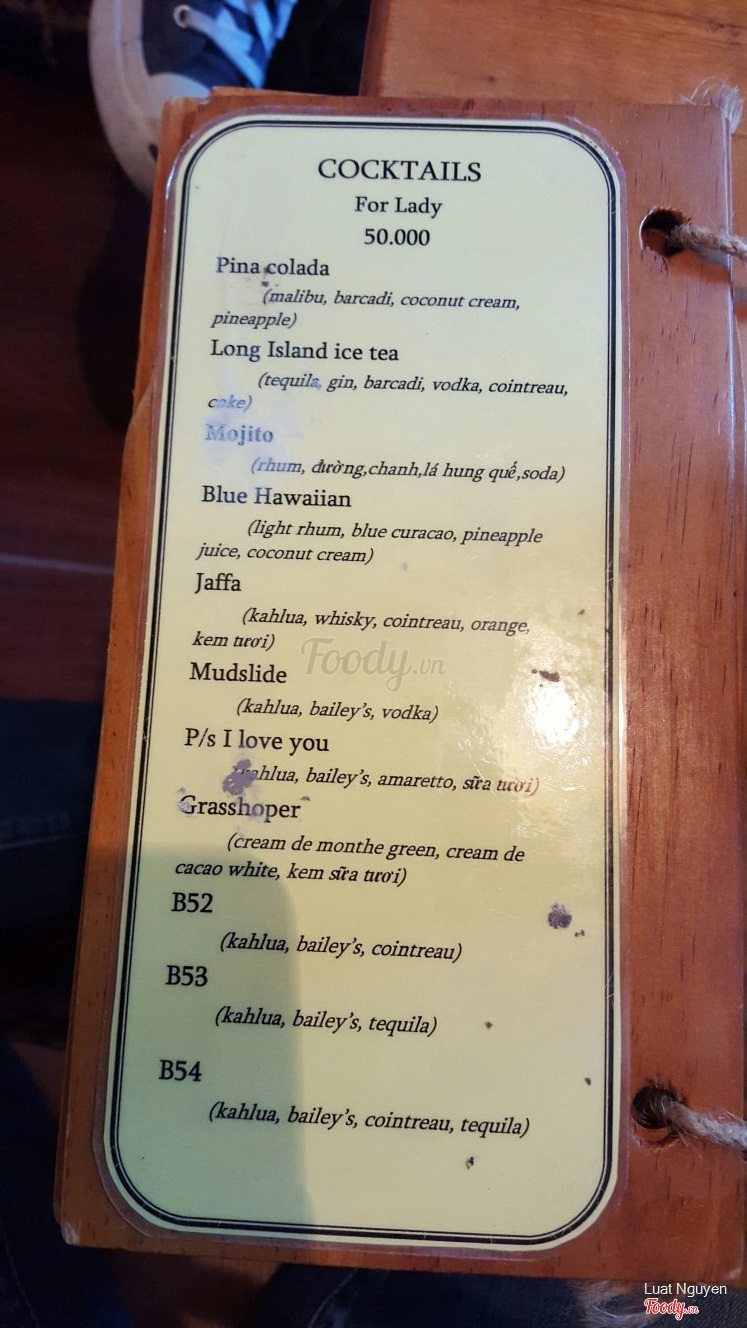 COCKTAILS
For Lady
50.000
Pina colada
(malibu, barcadi, coconut cream,
pineapple)
Long Island ice tea
(tequila, gin, barcadi, vodka, cointreau,
coke)
Mojito
(rhum, đường,chanh,lá hung quế,soda)
Blue Hawaiian
(light rhum, blue curacao, pineapple
juice, coconut cream)
Jaffa
(kahlua, whisky, cointreau, orange,
kem tươi)
Foody.vn
Mudslide
(kahlua, bailey's, vodka)
P/s I love you
(kahlua, bailey's, amaretto, sữa tươi)
Grasshoper
(cream de monthe green, cream de
cacao white, kem sữa tươi)
B52
(kahlua, bailey's, cointreau)
B53
(kahlua, bailey's, tequila)
B54
(kahlua, bailey's, cointreau, tequila)
Luat Nguyen
Foody.vn